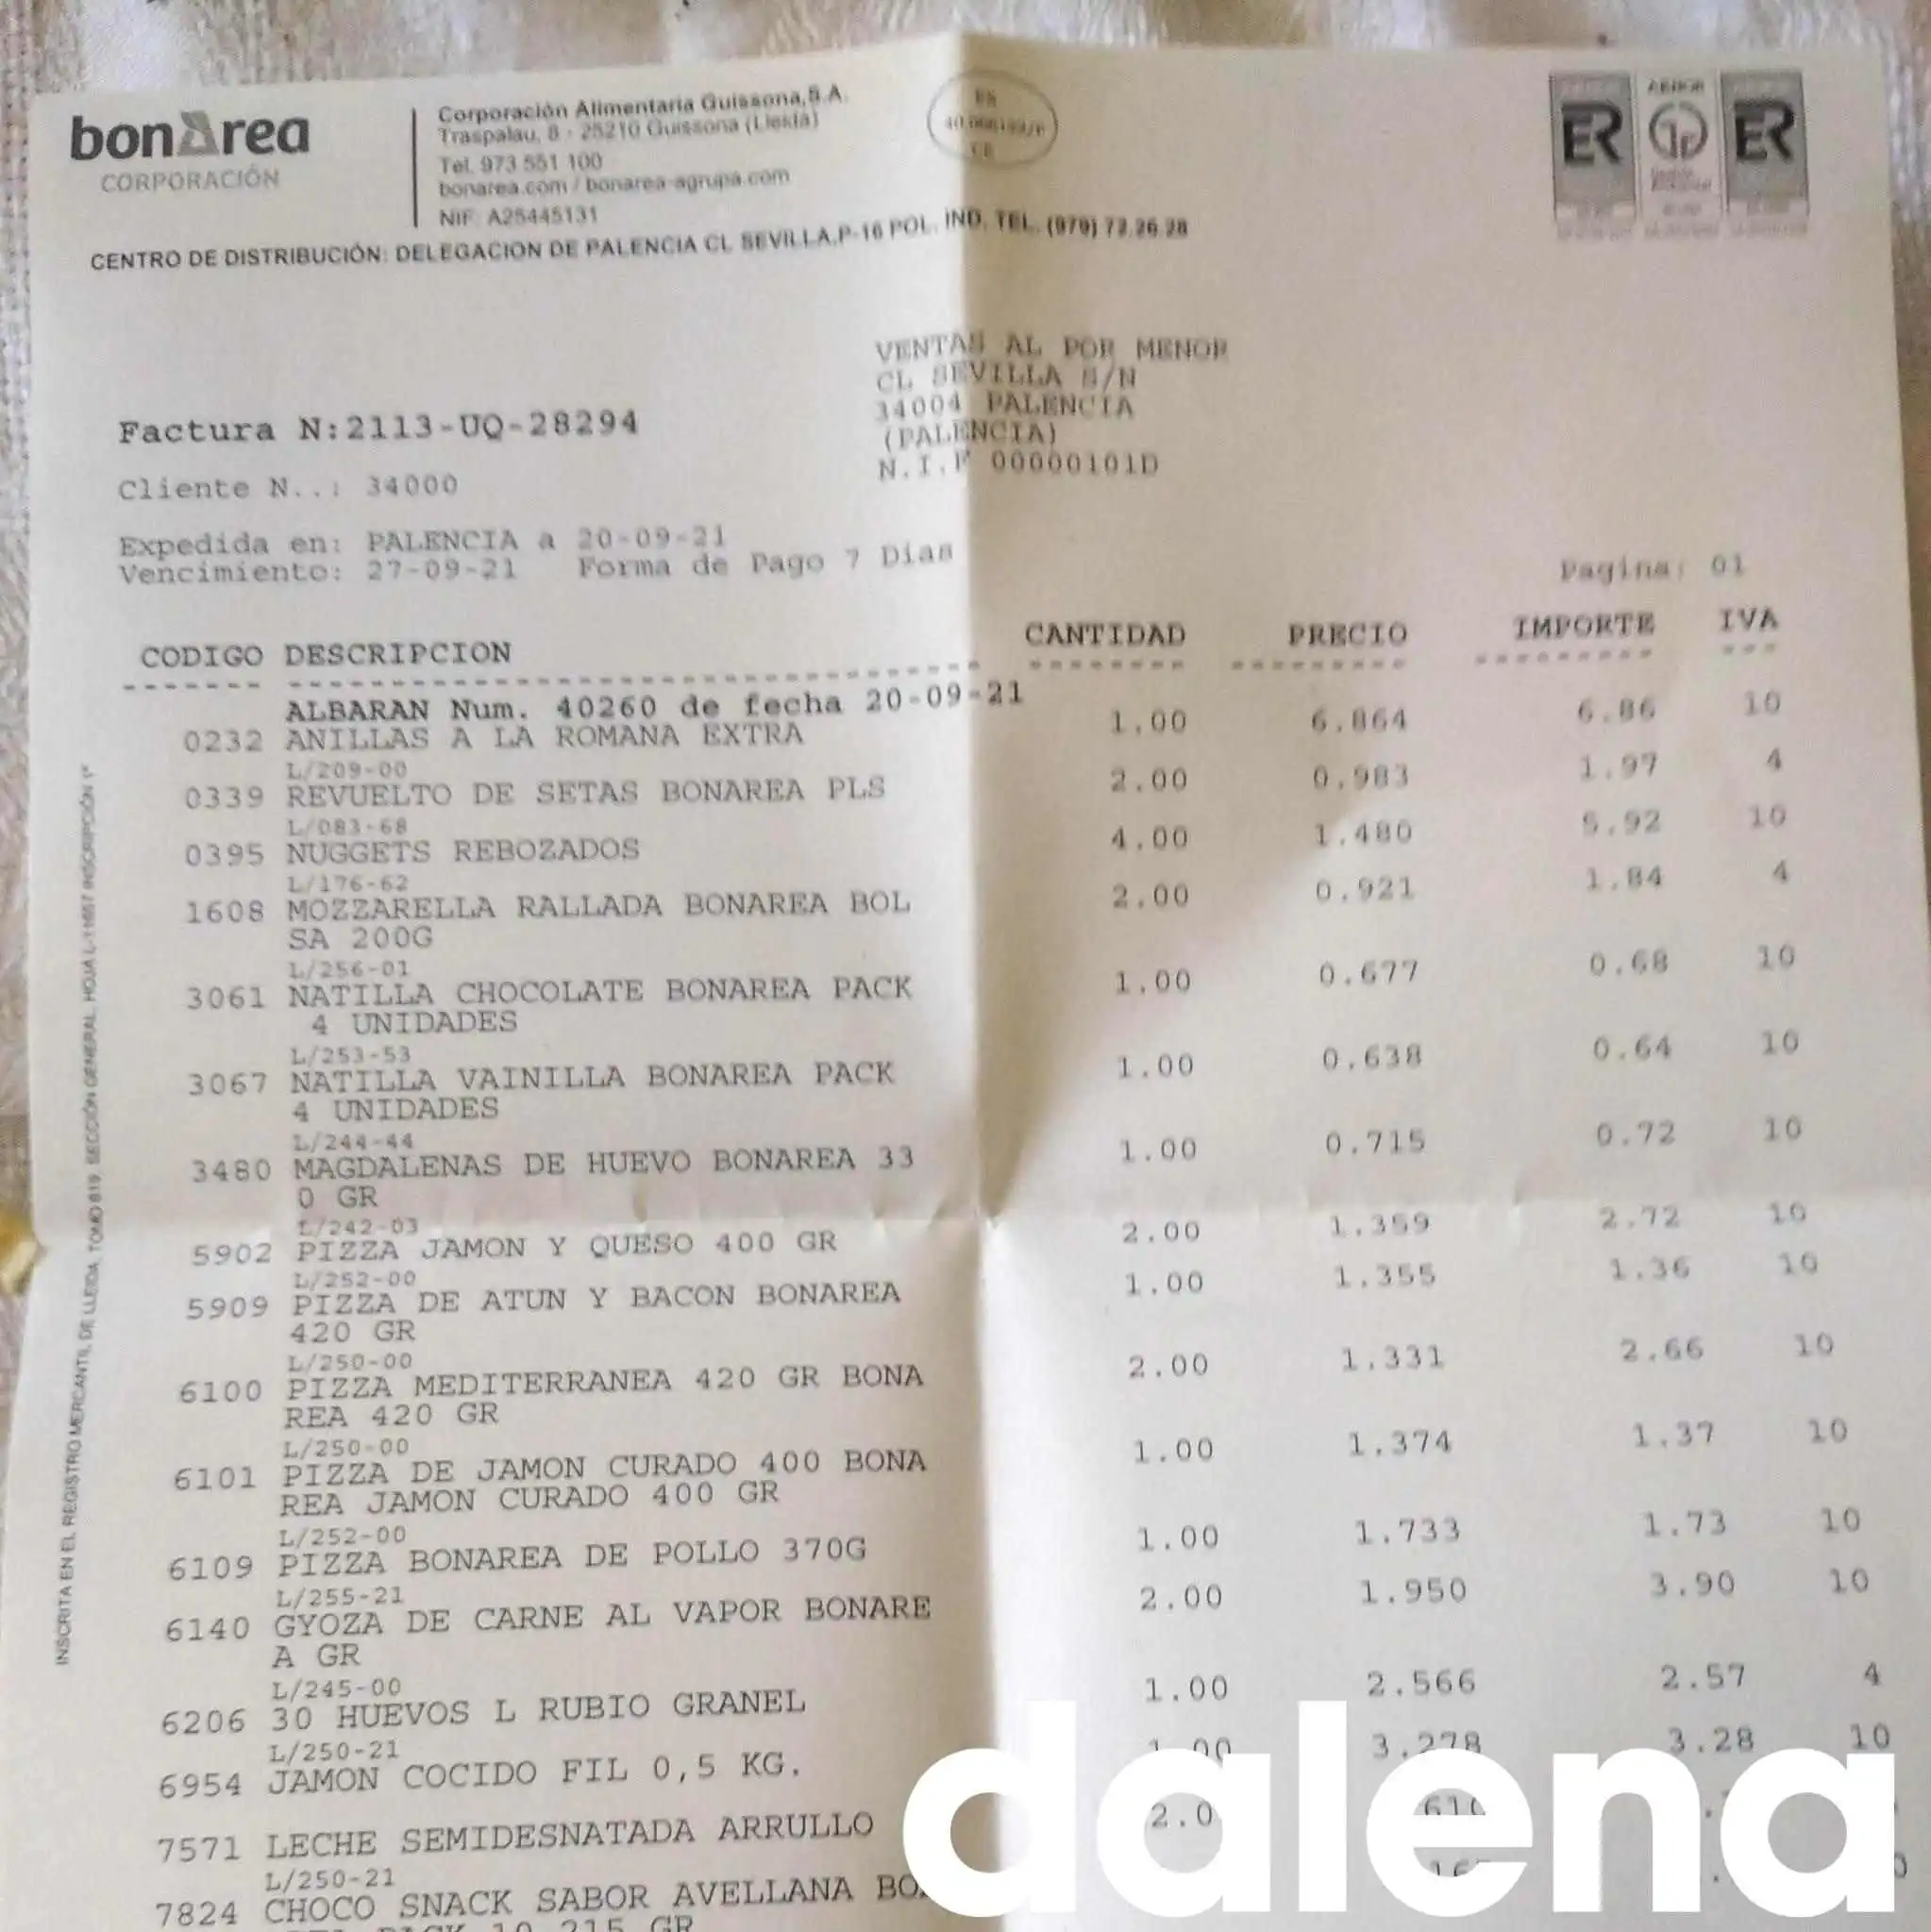 bonÀrea
CORPORACIÓN
Corporación Alimentaria Guissona, S.A.
Traspalau, 8 - 25210 Guissona (Lleida)
Tel. 973 551 100
bonarea.com / bonarea-agrupa.com
NIF: A25445131
CENTRO DE DISTRIBUCIÓN: DELEGACION DE PALENCIA CL SEVILLA,P-16 POL. IND. TEL. (979) 72.26.28
ER
AENOR
ER
VENTAS AL POR MENOR
CL SEVILLA S/N
34004 PALENCIA
(PALENCIA)
N.I.F 00000101D
Factura N:2113-UQ-28294
Cliente N..: 34000
Expedida en: PALENCIA a 20-09-21
Vencimiento: 27-09-21 Forma de Pago 7 Dias
Pagina: 01
CODIGO DESCRIPCION CANTIDAD PRECIO IMPORTE IVA
ALBARAN Num. 40260 de fecha 20-09-21
0232 ANILLAS A LA ROMANA EXTRA 1.00 6.864 6.86 10
L/209-00
0339 REVUELTO DE SETAS BONAREA PLS 2.00 0.983 1.97 4
L/083-68
0395 NUGGETS REBOZADOS 4.00 1.480 5.92 10
L/176-62
1608 MOZZARELLA RALLADA BONAREA BOL 2.00 0.921 1.84 4
SA 200G
L/256-01
3061 NATILLA CHOCOLATE BONAREA PACK 1.00 0.677 0.68 10
4 UNIDADES
L/253-53
3067 NATILLA VAINILLA BONAREA PACK 1.00 0.638 0.64 10
4 UNIDADES
L/244-44
3480 MAGDALENAS DE HUEVO BONAREA 33 1.00 0.715 0.72 10
0 GR
L/242-03
5902 PIZZA JAMON Y QUESO 400 GR 2.00 1.359 2.72 10
L/252-00
5909 PIZZA DE ATUN Y BACON BONAREA 1.00 1.355 1.36 10
420 GR
L/250-00
6100 PIZZA MEDITERRANEA 420 GR BONA 2.00 1.331 2.66 10
REA 420 GR
L/250-00
6101 PIZZA DE JAMON CURADO 400 BONA 1.00 1.374 1.37 10
REA JAMON CURADO 400 GR
L/252-00
6109 PIZZA BONAREA DE POLLO 370G 1.00 1.733 1.73 10
L/255-21
6140 GYOZA DE CARNE AL VAPOR BONARE 2.00 1.950 3.90 10
A GR
L/245-00
6206 30 HUEVOS L RUBIO GRANEL 1.00 2.566 2.57 4
L/250-21
6954 JAMON COCIDO FIL 0,5 KG. 1.00 3.278 3.28 10
7571 LECHE SEMIDESNATADA ARRULLO
L/250-21
7824 CHOCO SNACK SABOR AVELLANA
PACK 10 215 GR
INSCRITA EN EL REGISTRO MERCANTIL DE LLEIDA, TOMO 619, SECCIÓN GENERAL, HOJA L-11657 INSCRIPCIÓN 1ª
dalena